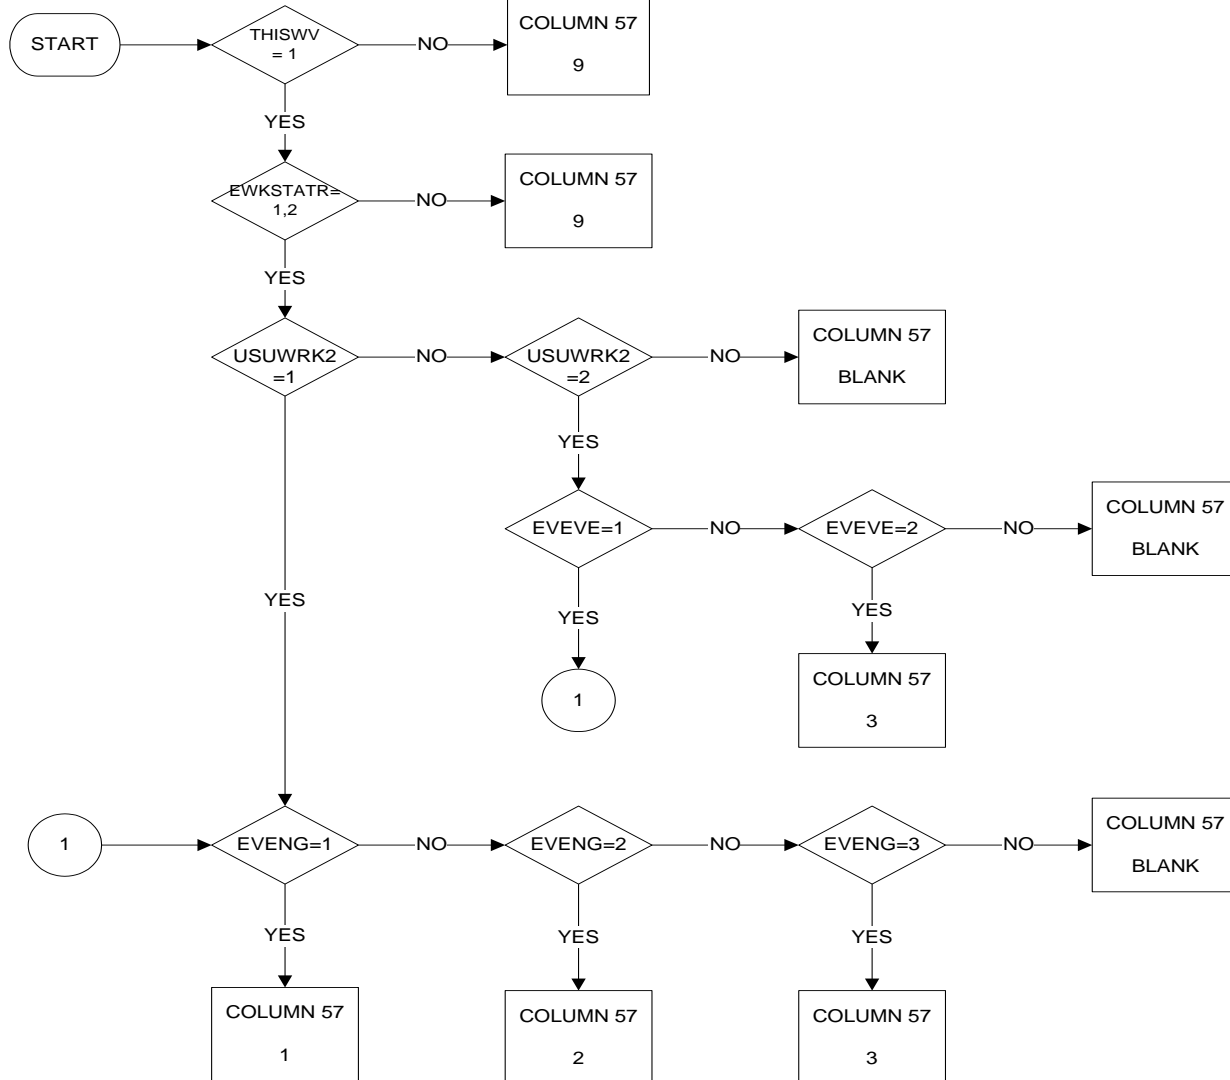 START
THISWV
= 1
NO
COLUMN 57
9
YES
EWKSTATR=
1,2
NO
COLUMN 57
9
YES
USUWRK2
=1
NO
USUWRK2
=2
NO
COLUMN 57
BLANK
YES
EVEVE=1
NO
EVEVE=2
NO
COLUMN 57
BLANK
YES
YES
YES
1
COLUMN 57
3
1
EVENG=1
NO
EVENG=2
NO
EVENG=3
NO
COLUMN 57
BLANK
YES
YES
YES
COLUMN 57
1
COLUMN 57
2
COLUMN 57
3